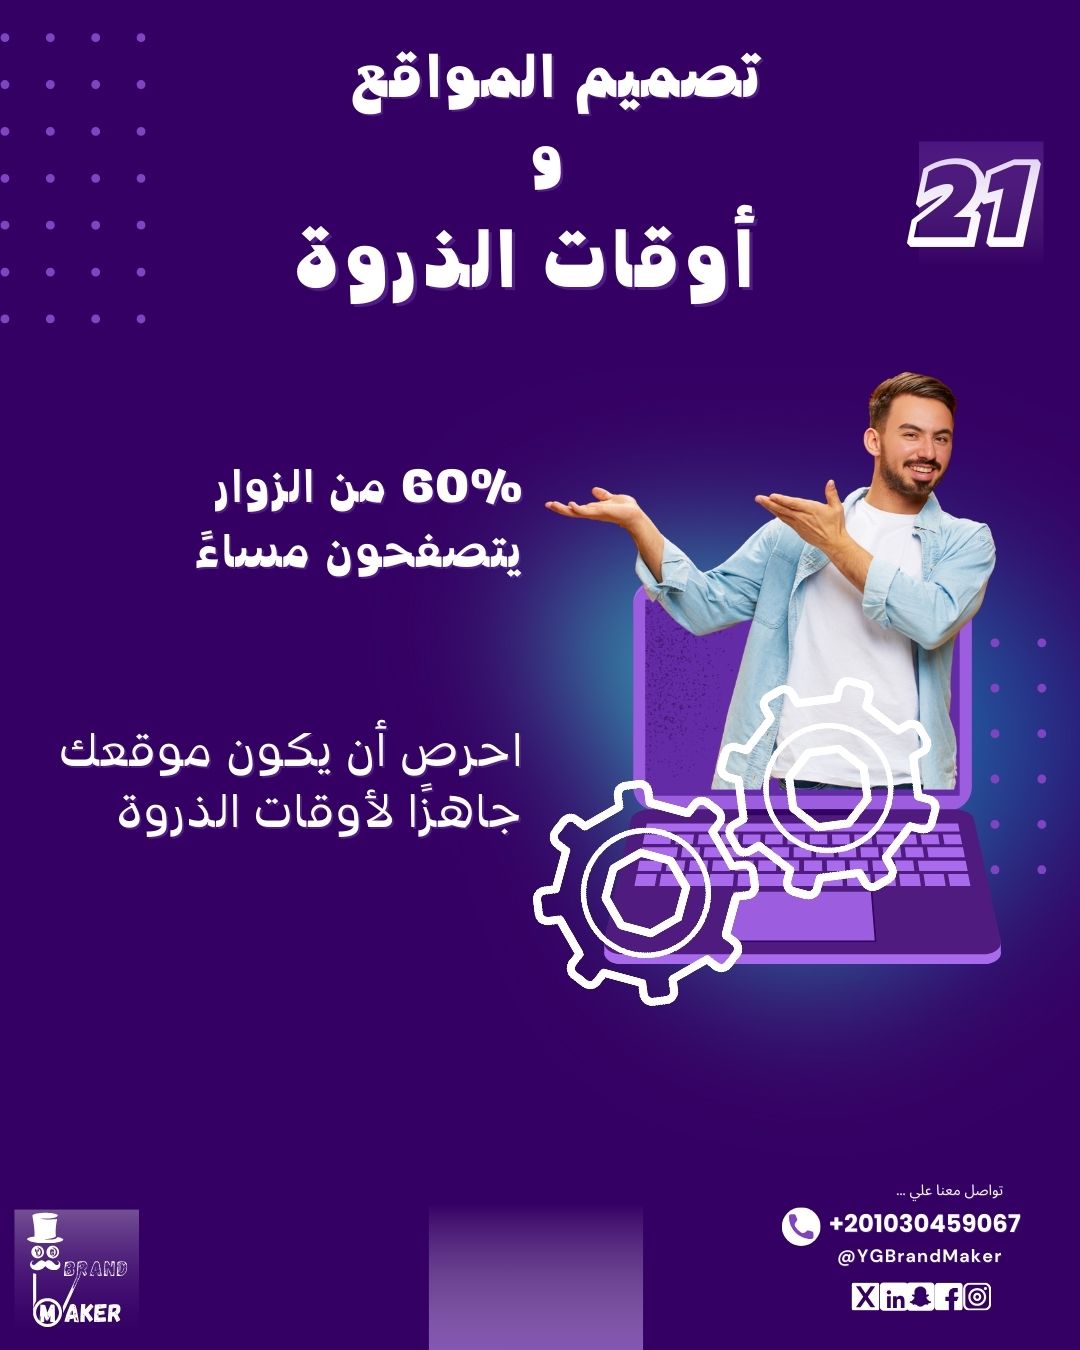 تصميم المواقع
و
أوقات الذروة
21
60% من الزوار
يتصفحون مساءً
احرص أن يكون موقعك
جاهزًا لأوقات الذروة
تواصل معنا علي ...
+201030459067
@YGBrandMaker
BRAND
MAKER